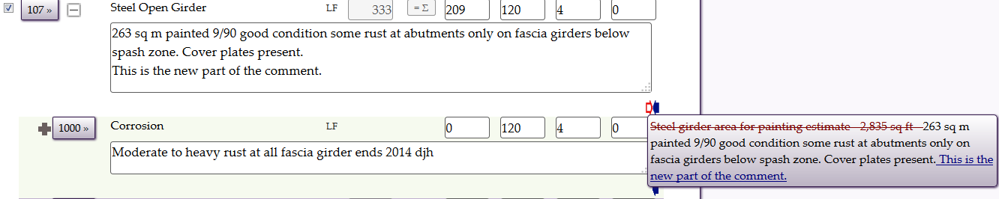 107 » Steel Open Girder LF 333 = Σ 209 120 4 0
263 sq m painted 9/90 good condition some rust at abutments only on fascia girders below
spash zone. Cover plates present.
This is the new part of the comment.
1000 » Corrosion LF 0 120 4 0
Moderate to heavy rust at all fascia girder ends 2014 djh
Steel girder area for painting estimate - 2,835 sq ft 263 sq m
painted 9/90 good condition some rust at abutments only on
fascia girders below spash zone. Cover plates present. This is the
new part of the comment.